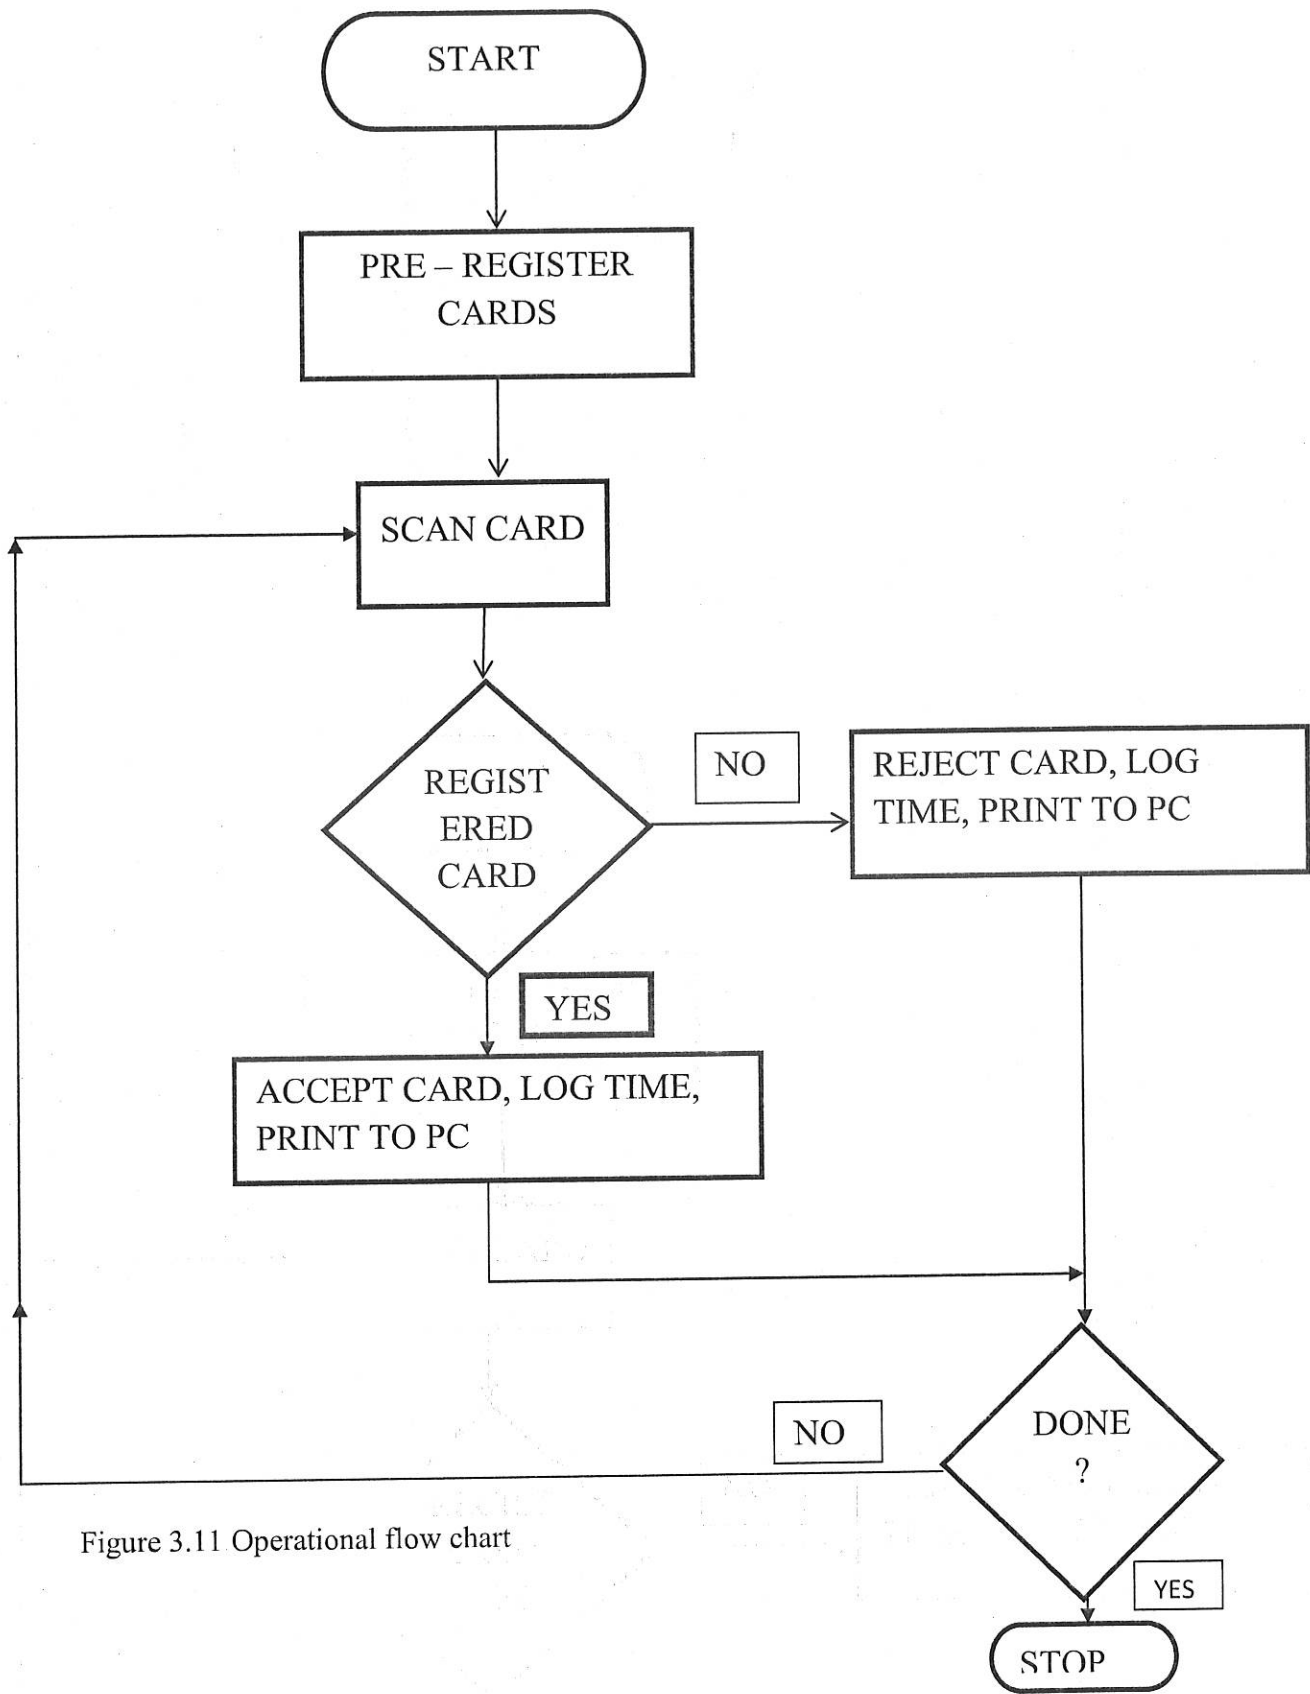 START
PRE – REGISTER
CARDS
SCAN CARD
REGIST
ERED
CARD
NO
REJECT CARD, LOG
TIME, PRINT TO PC
YES
ACCEPT CARD, LOG TIME,
PRINT TO PC
DONE
?
NO
YES
STOP
Figure 3.11 Operational flow chart